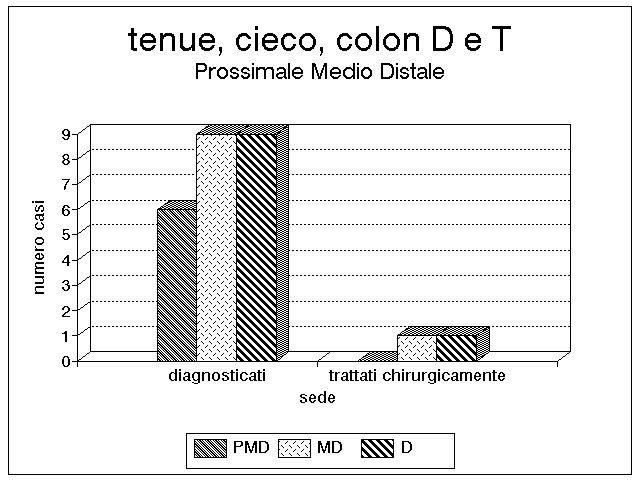 tenue, cieco, colon D e T
Prossimale Medio Distale
numero casi
9
8
7
6
5
4
3
2
1
0
diagnosticati trattati chirurgicamente
sede
PMD MD D